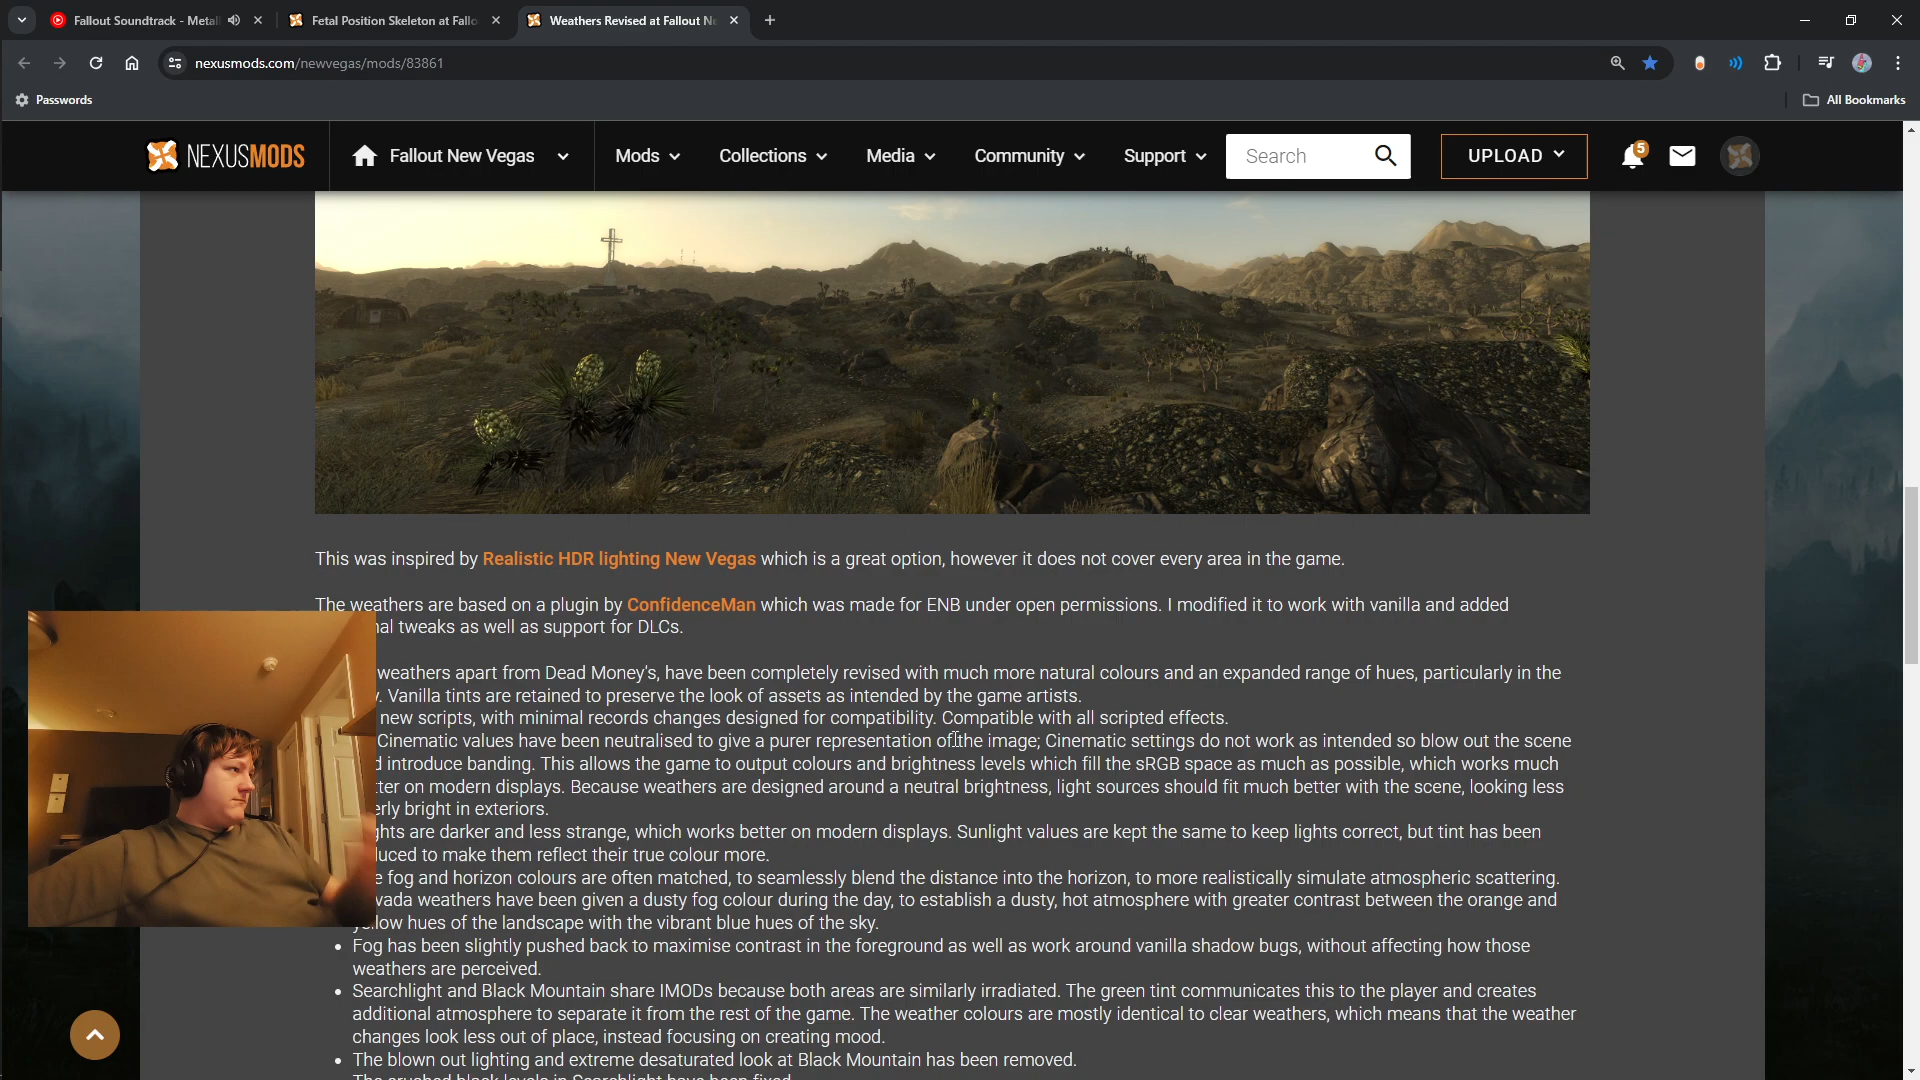 Fallout Soundtrack - Metal
Fetal Position Skeleton at Fallo
Weathers Revised at Fallout Ne
nexusmods.com/newvegas/mods/83861
Passwords
All Bookmarks
NEXUSMODS
Fallout New Vegas
Mods
Collections
Media
Community
Support
Search
UPLOAD
5
This was inspired by Realistic HDR lighting New Vegas which is a great option, however it does not cover every area in the game.
The weathers are based on a plugin by ConfidenceMan which was made for ENB under open permissions. I modified it to work with vanilla and added
tweaks as well as support for DLCs.
weathers apart from Dead Money's, have been completely revised with much more natural colours and an expanded range of hues, particularly in the
Vanilla tints are retained to preserve the look of assets as intended by the game artists.
new scripts, with minimal records changes designed for compatibility. Compatible with all scripted effects.
Cinematic values have been neutralised to give a purer representation of the image; Cinematic settings do not work as intended so blow out the scene
introduce banding. This allows the game to output colours and brightness levels which fill the sRGB space as much as possible, which works much
on modern displays. Because weathers are designed around a neutral brightness, light sources should fit much better with the scene, looking less
bright in exteriors.
are darker and less strange, which works better on modern displays. Sunlight values are kept the same to keep lights correct, but tint has been
to make them reflect their true colour more.
fog and horizon colours are often matched, to seamlessly blend the distance into the horizon, to more realistically simulate atmospheric scattering.
weathers have been given a dusty fog colour during the day, to establish a dusty, hot atmosphere with greater contrast between the orange and
hues of the landscape with the vibrant blue hues of the sky.
• Fog has been slightly pushed back to maximise contrast in the foreground as well as work around vanilla shadow bugs, without affecting how those
weathers are perceived.
• Searchlight and Black Mountain share IMODs because both areas are similarly irradiated. The green tint communicates this to the player and creates
additional atmosphere to separate it from the rest of the game. The weather colours are mostly identical to clear weathers, which means that the weather
changes look less out of place, instead focusing on creating mood.
• The blown out lighting and extreme desaturated look at Black Mountain has been removed.
The crushed black levels in Searchlight have been fixed.